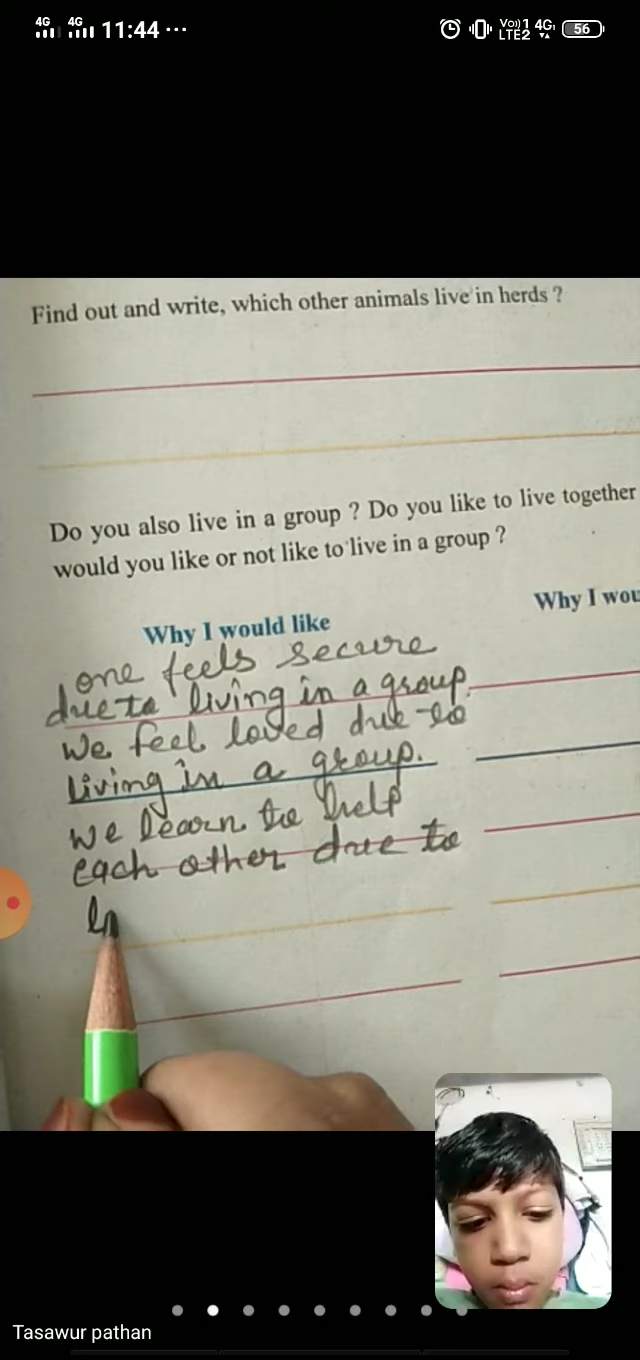 4G 4G 11:44 ... Vo))1 4G LTE2 56
Find out and write, which other animals live in herds ?
Do you also live in a group ? Do you like to live together
would you like or not like to live in a group ?
Why I would like
Why I wou
one feels secure
due to living in a group.
We feel loved due to
living in a group.
we learn to help
each other due to
Tasawur pathan